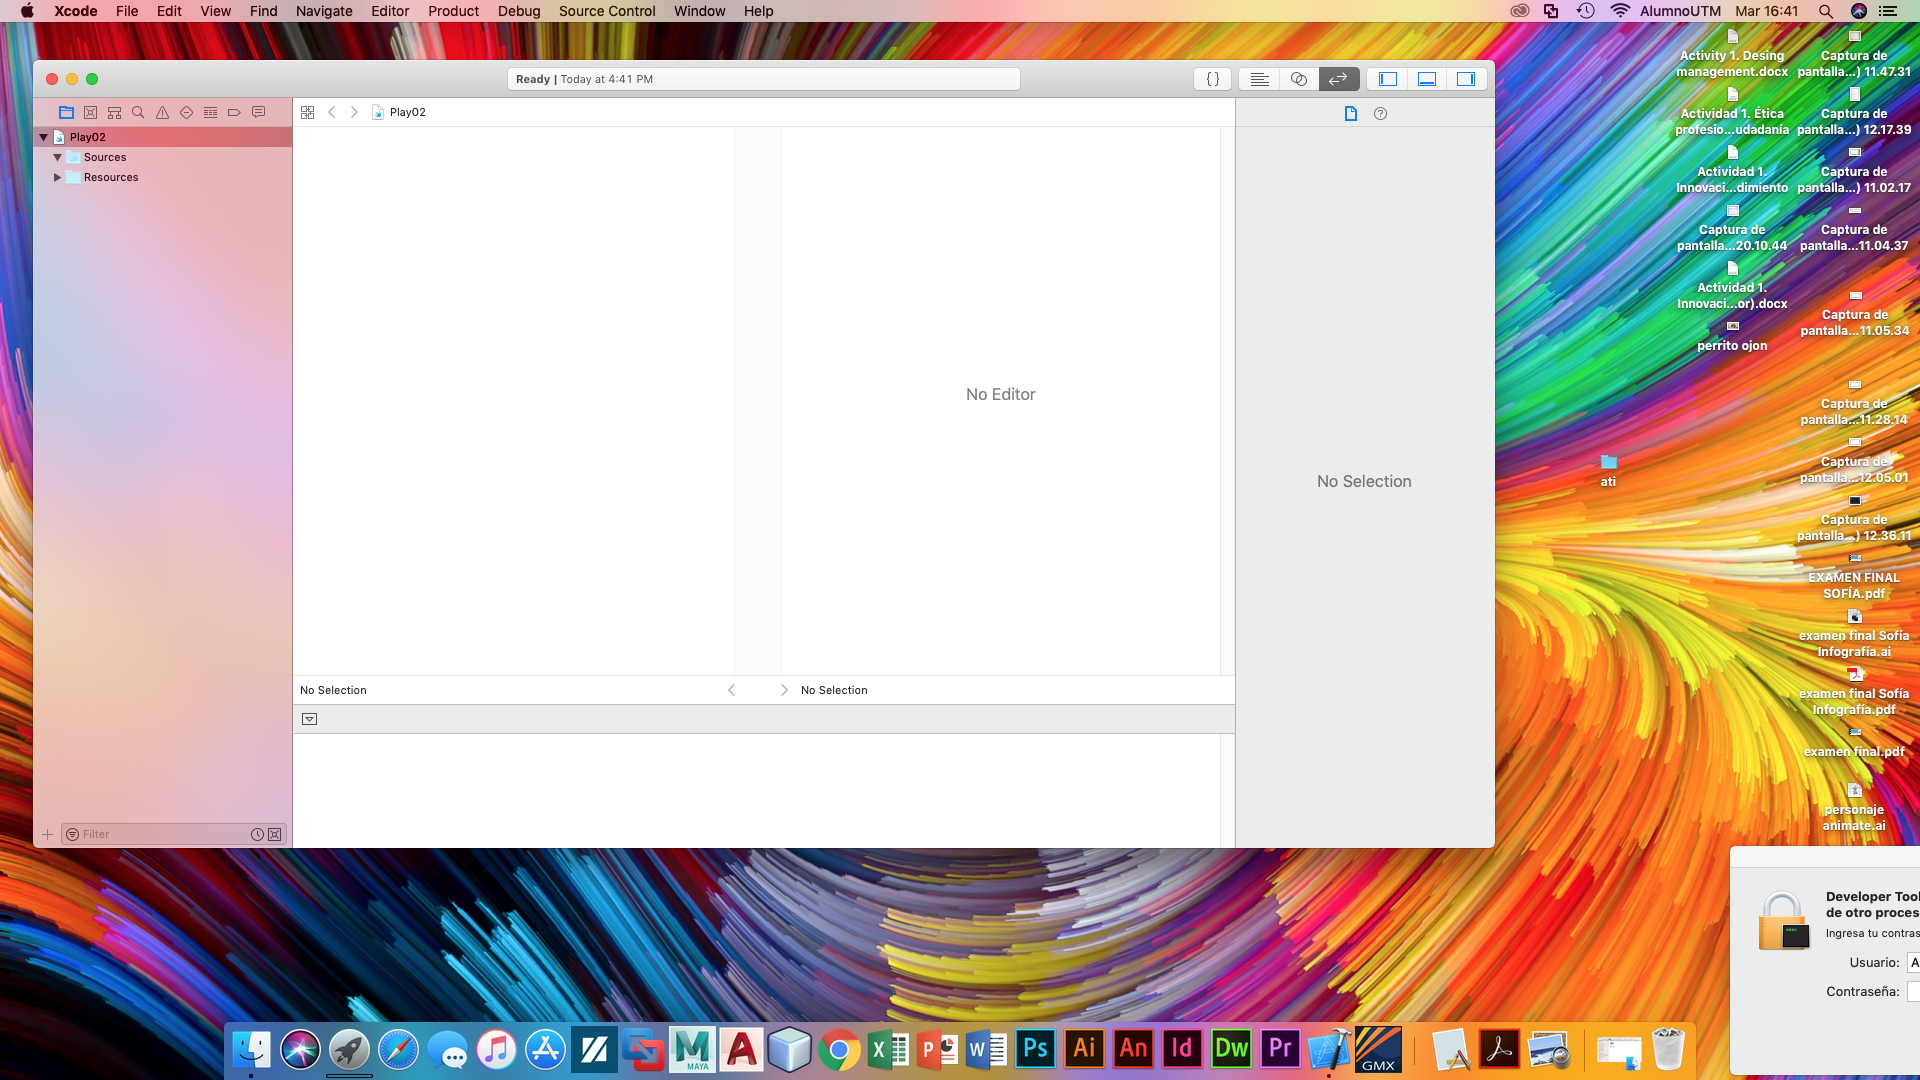 Xcode File Edit View Find Navigate Editor Product Debug Source Control Window Help AlumnoUTM Mar 16:41
Ready | Today at 4:41 PM
{ }
Play02
Play02
Sources
Resources
No Editor
No Selection
No Selection
No Selection
Filter
Activity 1. Desing
management.docx
Captura de
pantalla...) 11.47.31
Actividad 1. Ética
profesio...udadanía
Captura de
pantalla...) 12.17.39
Actividad 1.
Innovaci...dimiento
Captura de
pantalla...) 11.02.17
Captura de
pantalla...20.10.44
Captura de
pantalla...11.04.37
Actividad 1.
Innovaci...or).docx
Captura de
pantalla...11.05.34
perrito ojon
Captura de
pantalla...11.28.14
ati
Captura de
pantalla...12.05.01
Captura de
pantalla...) 12.36.11
EXAMEN FINAL
SOFÍA.pdf
examen final Sofía
Infografía.ai
examen final Sofía
Infografía.pdf
examen final.pdf
personaje
animate.ai
Developer Tool
de otro proces
Ingresa tu contras
Usuario: A
Contraseña:
M
MAYA
A
X
P
W
Ps
Ai
An
Id
Dw
Pr
GMX